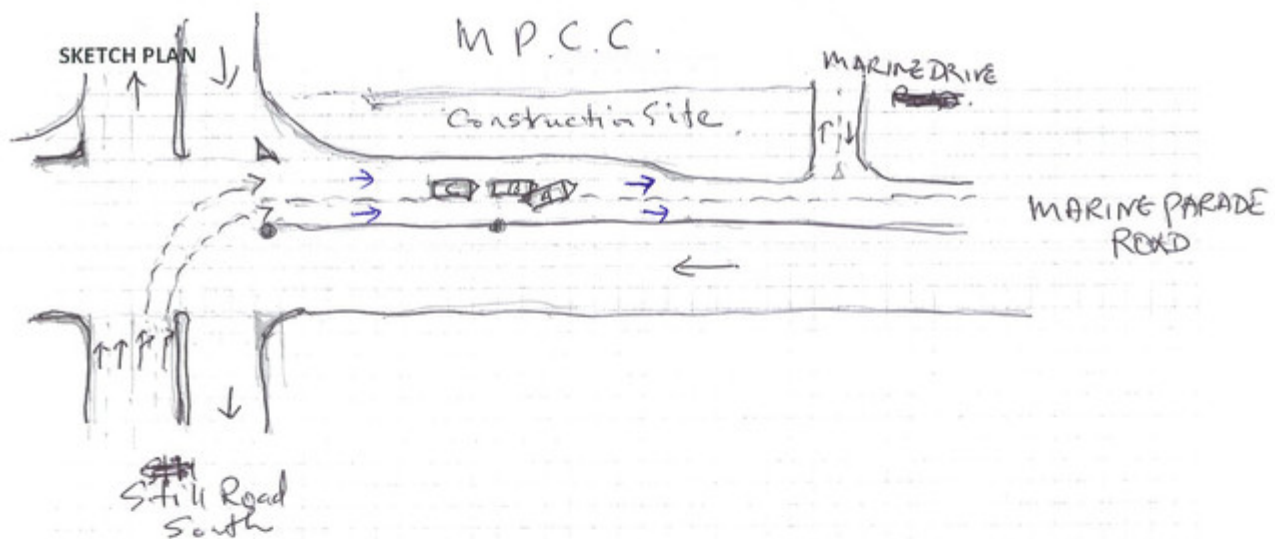 M P.C.C.
SKETCH PLAN
MARINE DRIVE
Construction Site.
C B A
MARINE PARADE
ROAD
Still Road
South